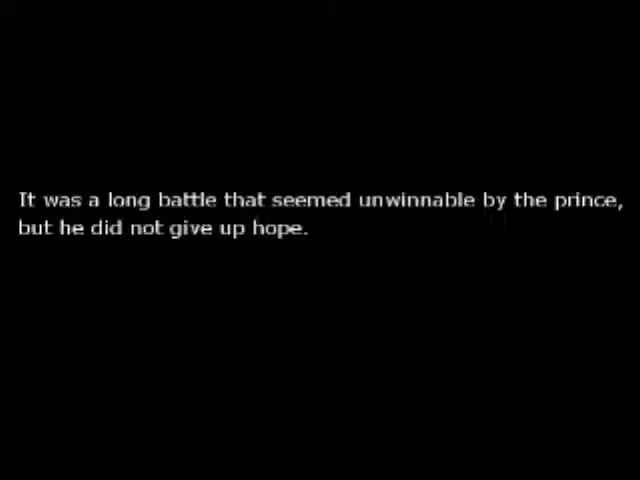 It was a long battle that seemed unwinnable by the prince,
but he did not give up hope.